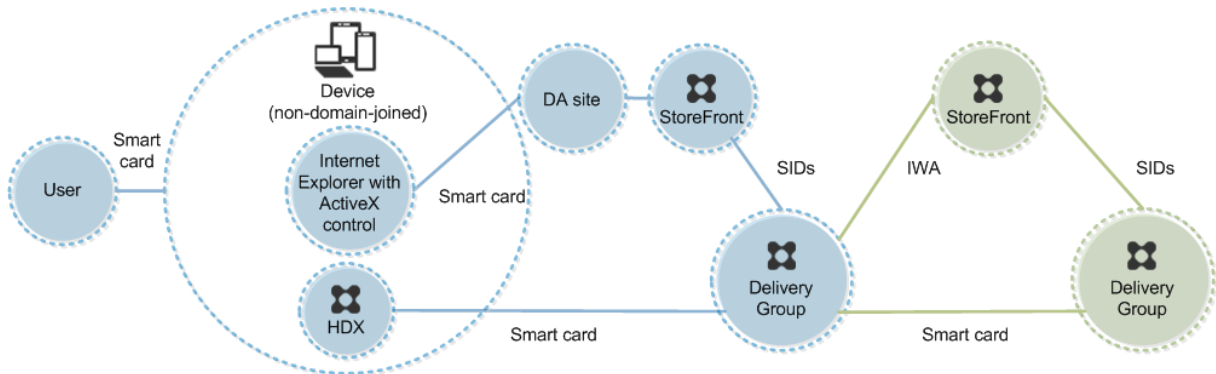 User
Smart
card
Device
(non-domain-joined)
Internet
Explorer with
ActiveX
control
HDX
Smart card
DA site
StoreFront
SIDs
Smart card
Delivery
Group
IWA
StoreFront
SIDs
Smart card
Delivery
Group